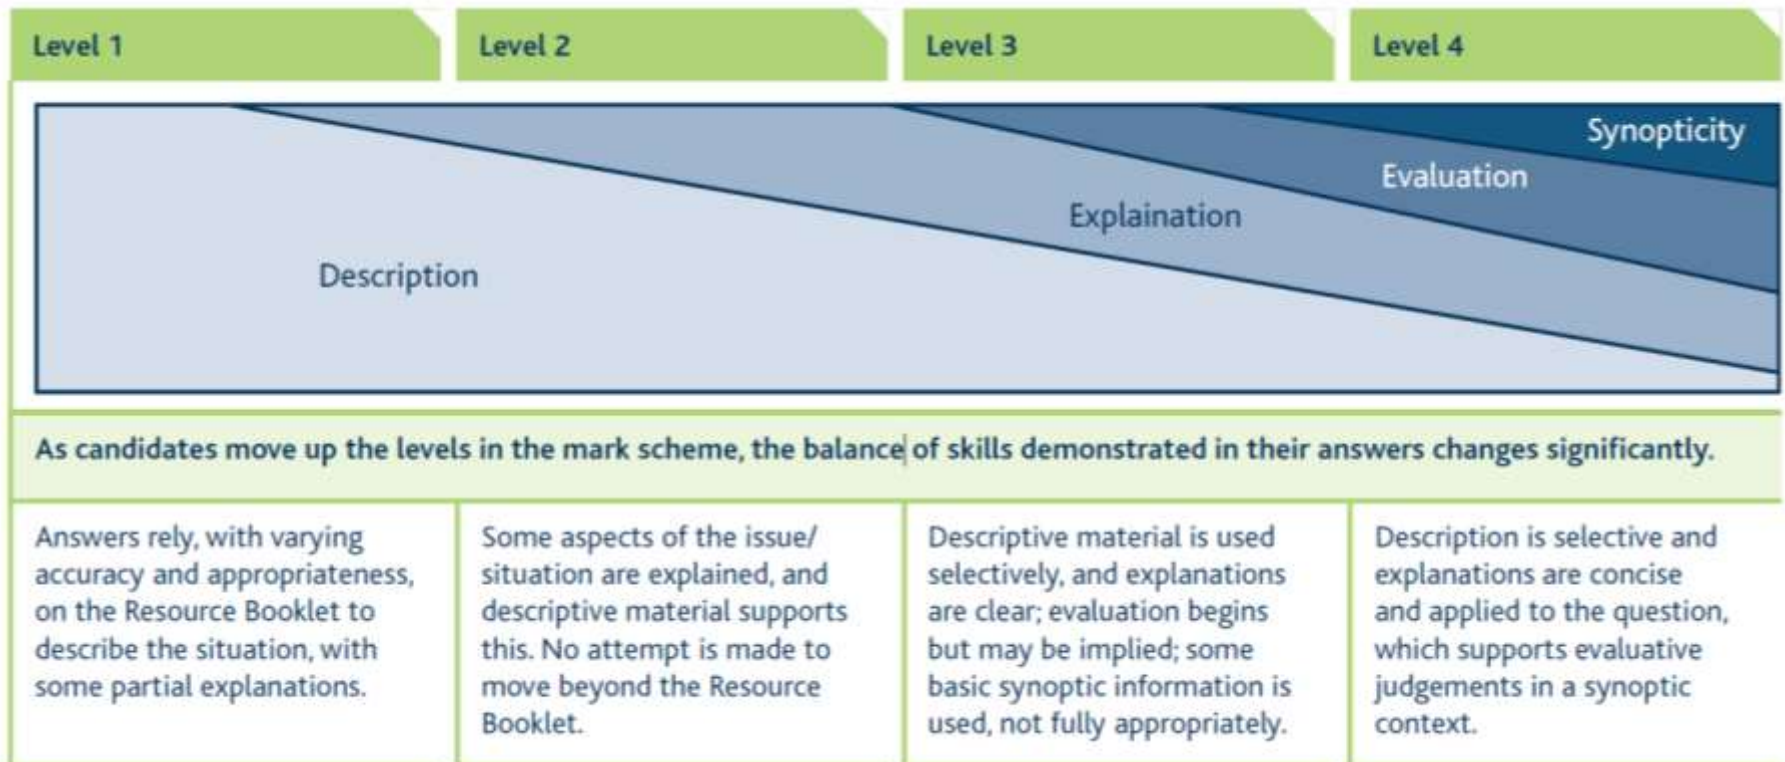 Level 1
Level 2
Level 3
Level 4
Synopticity
Evaluation
Explaination
Description
As candidates move up the levels in the mark scheme, the balance of skills demonstrated in their answers changes significantly.
Answers rely, with varying
accuracy and appropriateness,
on the Resource Booklet to
describe the situation, with
some partial explanations.
Some aspects of the issue/
situation are explained, and
descriptive material supports
this. No attempt is made to
move beyond the Resource
Booklet.
Descriptive material is used
selectively, and explanations
are clear; evaluation begins
but may be implied; some
basic synoptic information is
used, not fully appropriately.
Description is selective and
explanations are concise
and applied to the question,
which supports evaluative
judgements in a synoptic
context.